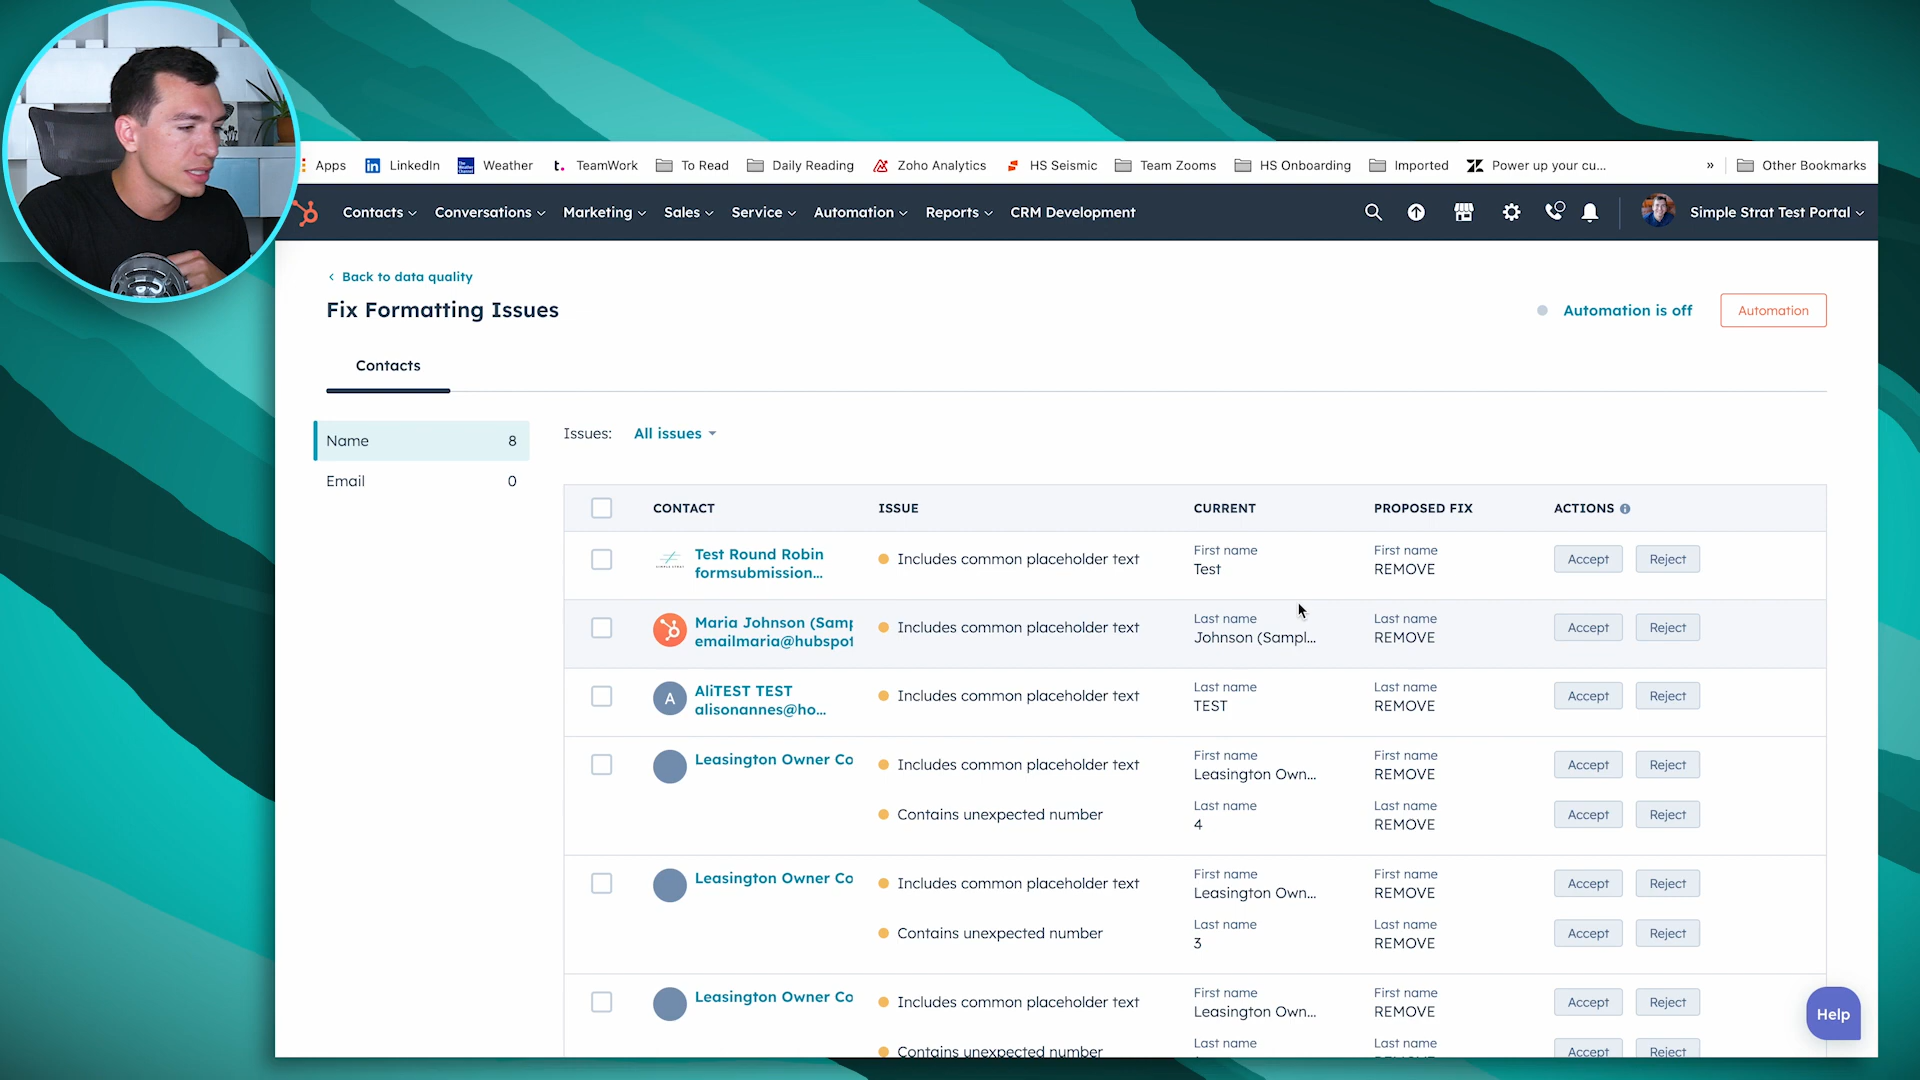 Apps LinkedIn Weather TeamWork To Read Daily Reading Zoho Analytics HS Seismic Team Zooms HS Onboarding Imported Power up your cu... » Other Bookmarks
Contacts Conversations Marketing Sales Service Automation Reports CRM Development Simple Strat Test Portal
Back to data quality
Fix Formatting Issues
Automation is off Automation
Contacts
Name 8
Email 0
Issues: All issues
CONTACT ISSUE CURRENT PROPOSED FIX ACTIONS
Test Round Robin
formsubmission...
Includes common placeholder text
First name
Test
First name
REMOVE
Accept Reject
Maria Johnson (Samp
emailmaria@hubspot
Includes common placeholder text
Last name
Johnson (Sampl...
Last name
REMOVE
Accept Reject
A
AliTEST TEST
alisonannes@ho...
Includes common placeholder text
Last name
TEST
Last name
REMOVE
Accept Reject
Leasington Owner Co
Includes common placeholder text
First name
Leasington Own...
First name
REMOVE
Accept Reject
Contains unexpected number
Last name
4
Last name
REMOVE
Accept Reject
Leasington Owner Co
Includes common placeholder text
First name
Leasington Own...
First name
REMOVE
Accept Reject
Contains unexpected number
Last name
3
Last name
REMOVE
Accept Reject
Leasington Owner Co
Includes common placeholder text
First name
Leasington Own...
First name
REMOVE
Accept Reject
Contains unexpected number
Last name
Last name
Accept Reject
Help